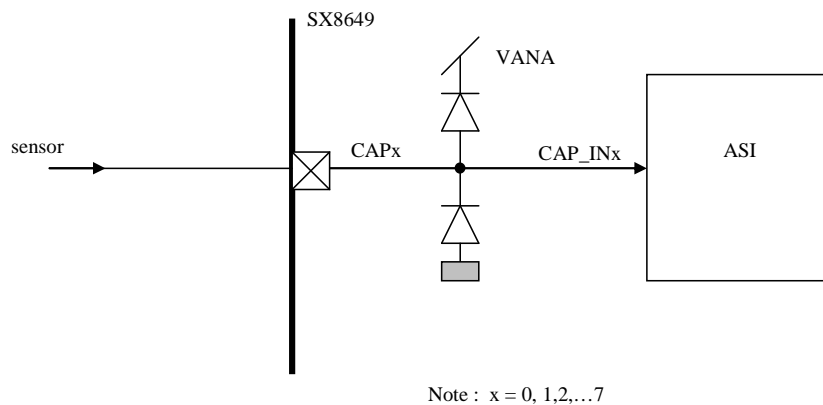 SX8649
VANA
sensor
CAPx
CAP_INx
ASI
Note : x = 0, 1,2,…7